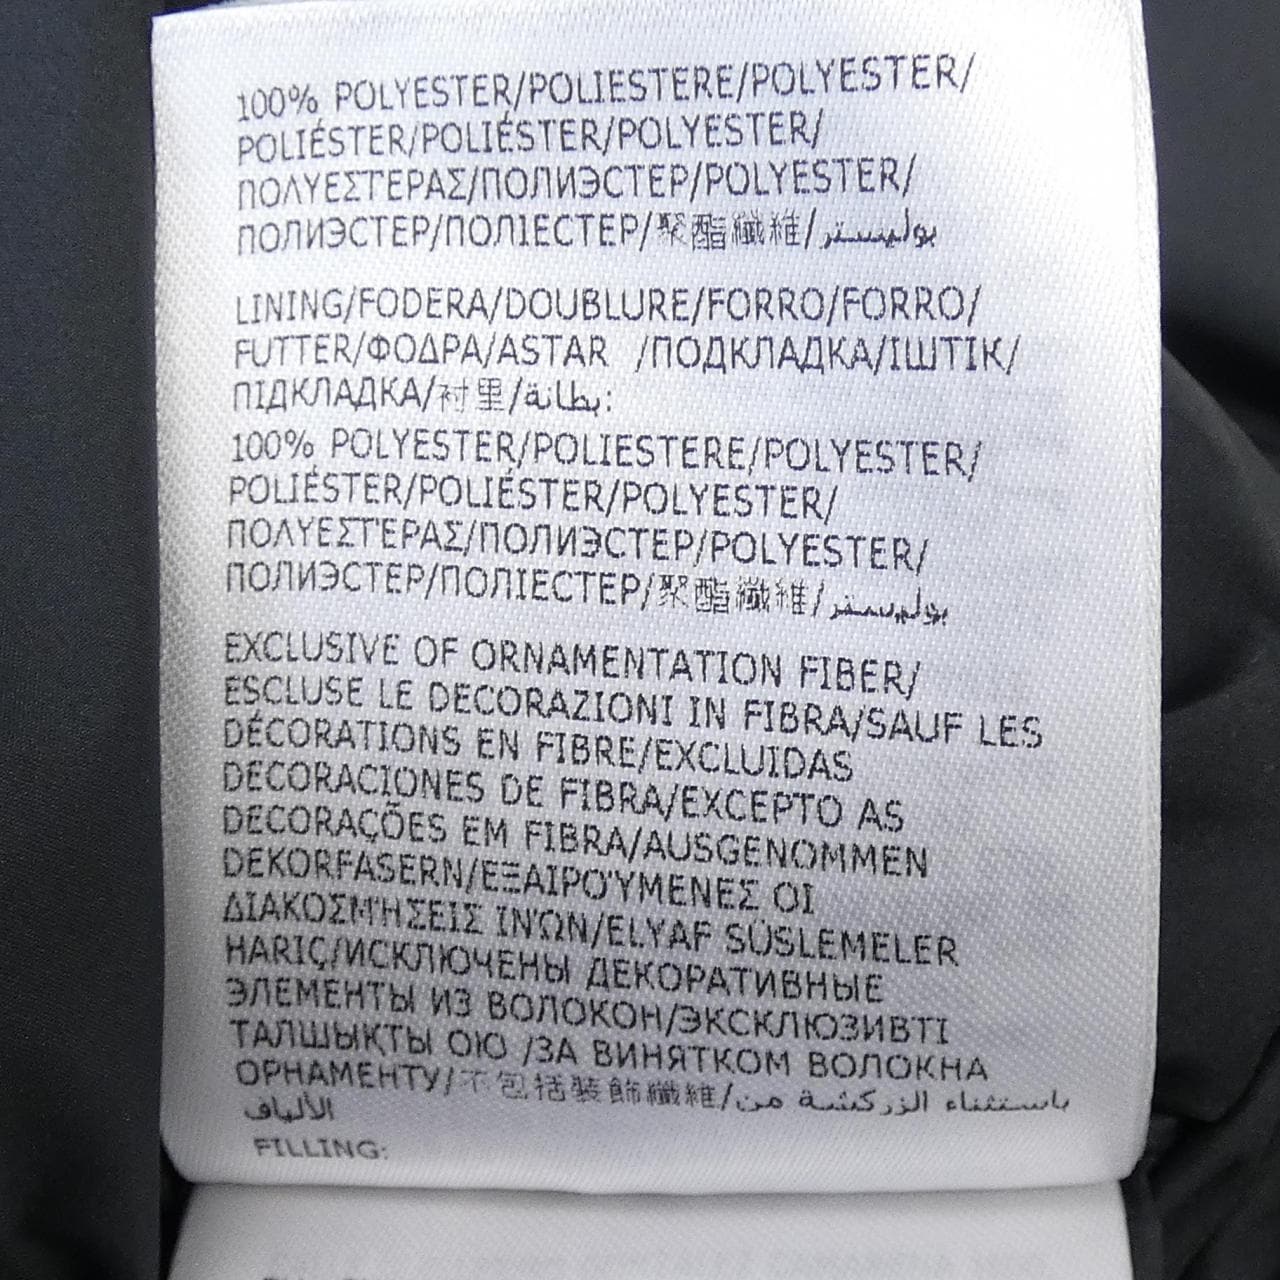 100% POLYESTER/POLIESTERE/POLYESTER/
POLIÉSTER/POLIÉSTER/POLYESTER/
ΠΟΛΥΕΣΤΕΡΑΣ/ПОЛИЭСТЕР/POLYESTER/
ПОЛИЭСТЕР/ПОЛІЕСТЕР/聚酯纖維/بوليستر
LINING/FODERA/DOUBLURE/FORRO/FORRO/
FUTTER/ΦΟΔΡΑ/ASTAR /ПОДКЛАДКА/ІШТІК/
ПІДКЛАДКА/衬里/بطانة:
100% POLYESTER/POLIESTERE/POLYESTER/
POLIÉSTER/POLIÉSTER/POLYESTER/
ΠΟΛΥΕΣΤΈΡΑΣ/ПОЛИЭСТЕР/POLYESTER/
ПОЛИЭСТЕР/ПОЛІЕСТЕР/聚酯纖維/بوليستر
EXCLUSIVE OF ORNAMENTATION FIBER/
ESCLUSE LE DECORAZIONI IN FIBRA/SAUF LES
DÉCORATIONS EN FIBRE/EXCLUIDAS
DECORACIONES DE FIBRA/EXCEPTO AS
DECORAÇÕES EM FIBRA/AUSGENOMMEN
DEKORFASERN/ΕΞΑΙΡΟΎΜΕΝΕΣ ΟΙ
ΔΙΑΚΟΣΜΉΣΕΙΣ ΙΝΏΝ/ELYAF SÜSLEMELER
HARIÇ/ИСКЛЮЧЕНЫ ДЕКОРАТИВНЫЕ
ЭЛЕМЕНТЫ ИЗ ВОЛОКОН/ЭКСКЛЮЗИВТІ
ТАЛШЫҚТЫ ОЮ /ЗА ВИНЯТКОМ ВОЛОКНА
ОРНАМЕНТУ/不包括裝飾纖維/باستثناء الزركشة من
الألياف
FILLING: